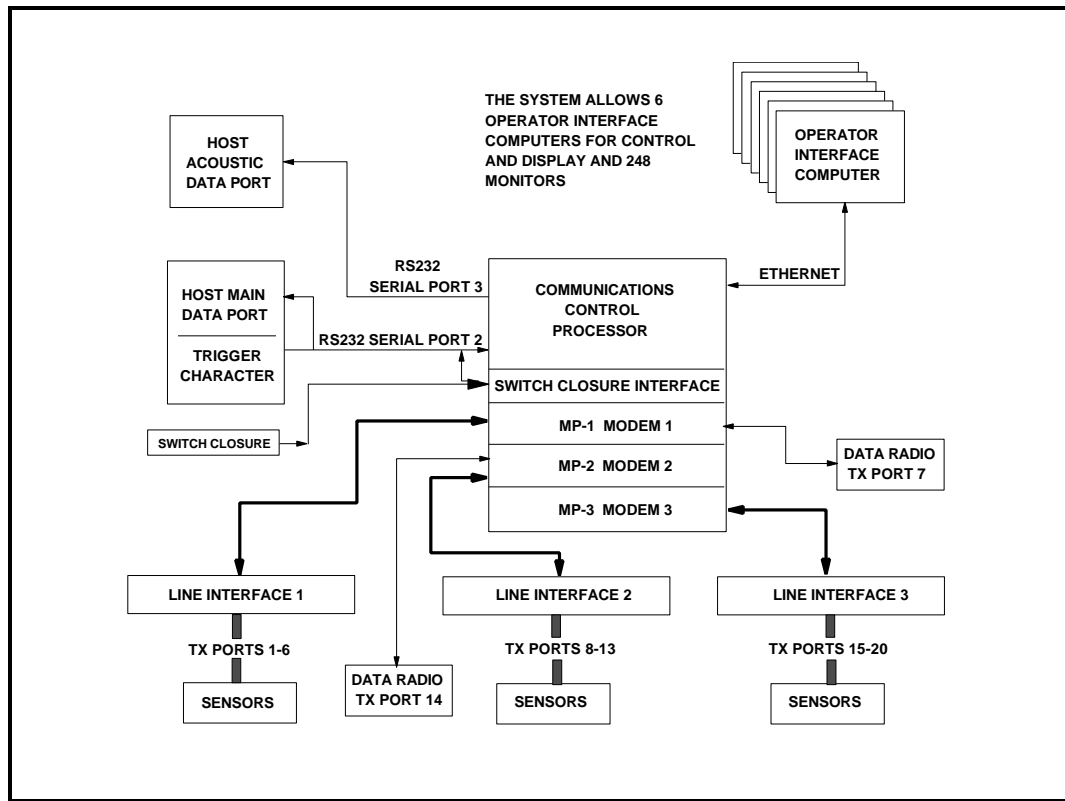 THE SYSTEM ALLOWS 6
OPERATOR INTERFACE
COMPUTERS FOR CONTROL
AND DISPLAY AND 248
MONITORS
HOST
ACOUSTIC
DATA PORT
OPERATOR
INTERFACE
COMPUTER
RS232
SERIAL PORT 3
ETHERNET
COMMUNICATIONS
CONTROL
PROCESSOR
HOST MAIN
DATA PORT
RS232 SERIAL PORT 2
TRIGGER
CHARACTER
SWITCH CLOSURE INTERFACE
SWITCH CLOSURE
MP-1 MODEM 1
MP-2 MODEM 2
MP-3 MODEM 3
DATA RADIO
TX PORT 7
LINE INTERFACE 1
LINE INTERFACE 2
LINE INTERFACE 3
TX PORTS 1-6
TX PORTS 8-13
TX PORTS 15-20
DATA RADIO
TX PORT 14
SENSORS
SENSORS
SENSORS